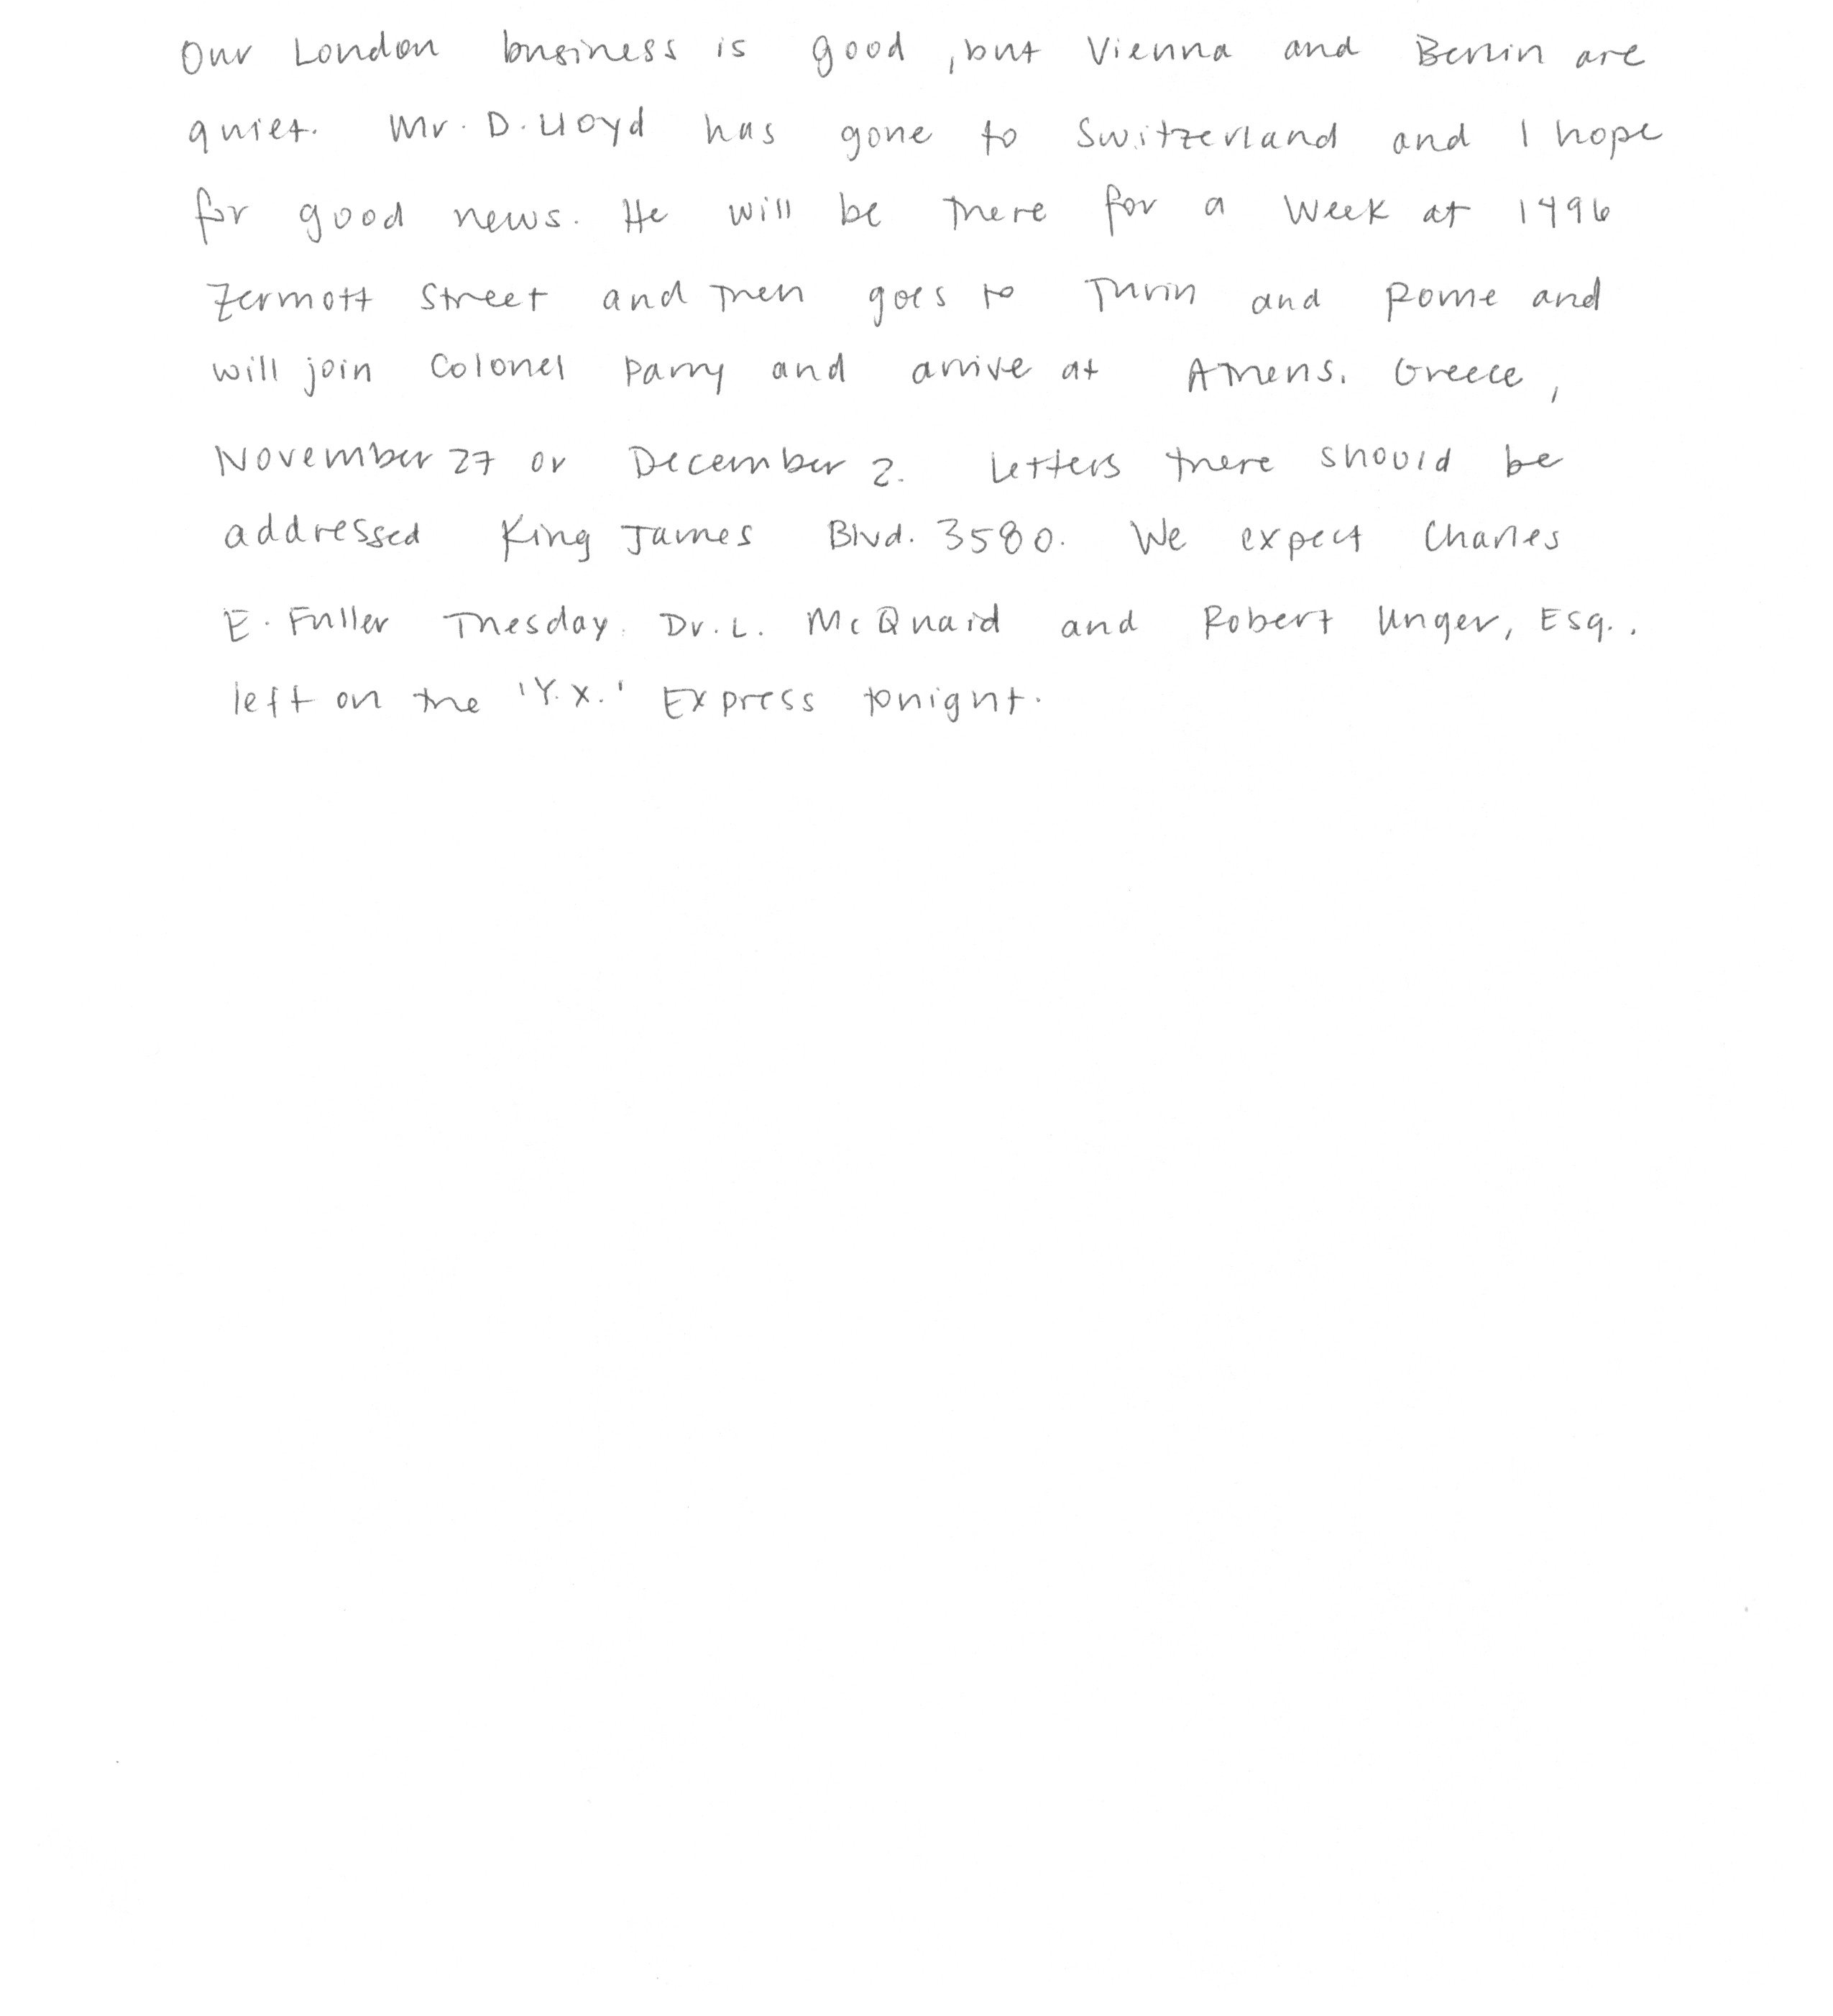 Our London business is good, but Vienna and Berlin are
quiet. Mr. D. Lloyd has gone to Switzerland and I hope
for good news. He will be there for a week at 1496
Zermott Street and then goes to Turin and Rome and
will join Colonel Parry and arrive at Athens. Greece,
November 27 or December 2. Letters there should be
addressed King James Blvd. 3580. We expect Charles
E. Fuller Tuesday. Dr. L. McQuaid and Robert Unger, Esq.,
left on the 'Y.X.' Express tonight.